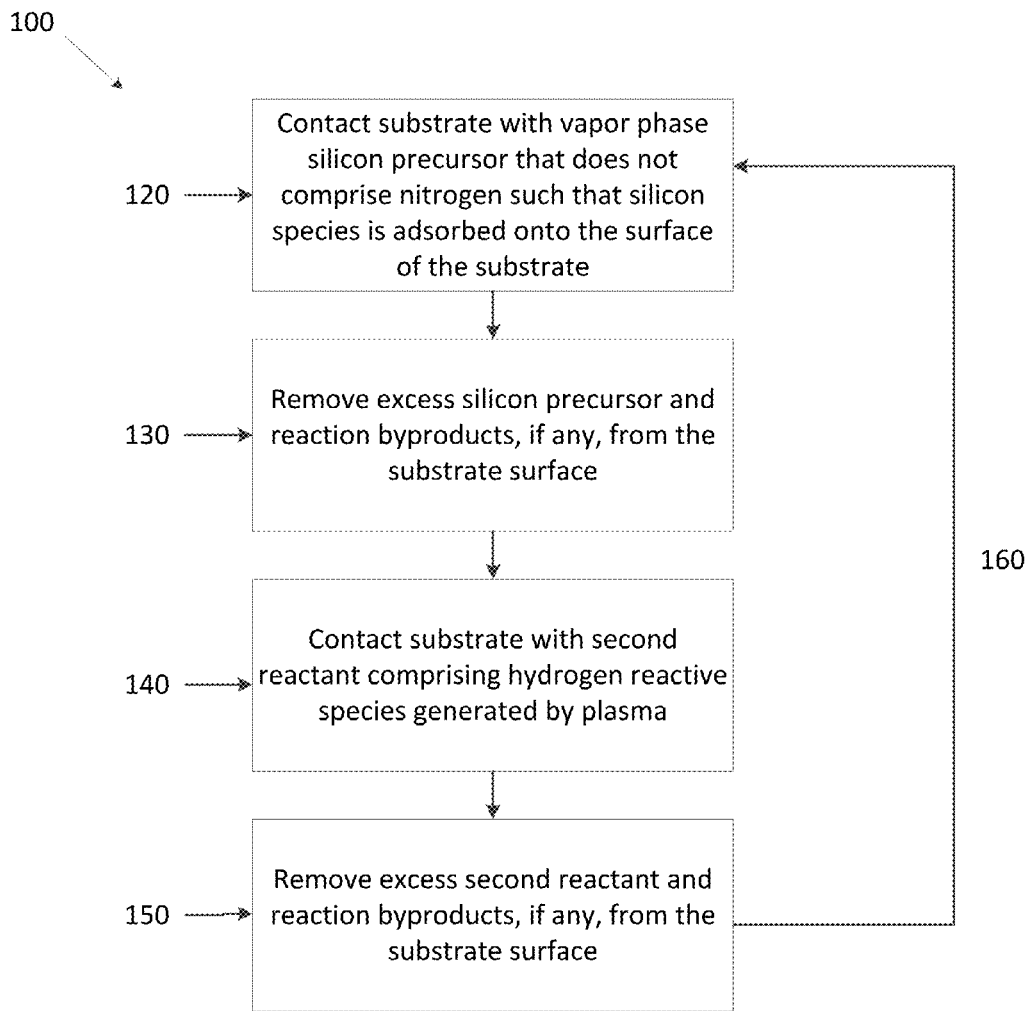 100
Contact substrate with vapor phase
silicon precursor that does not
comprise nitrogen such that silicon
species is adsorbed onto the surface
of the substrate
120
Remove excess silicon precursor and
reaction byproducts, if any, from the
substrate surface
130
160
Contact substrate with second
reactant comprising hydrogen reactive
species generated by plasma
140
Remove excess second reactant and
reaction byproducts, if any, from the
substrate surface
150